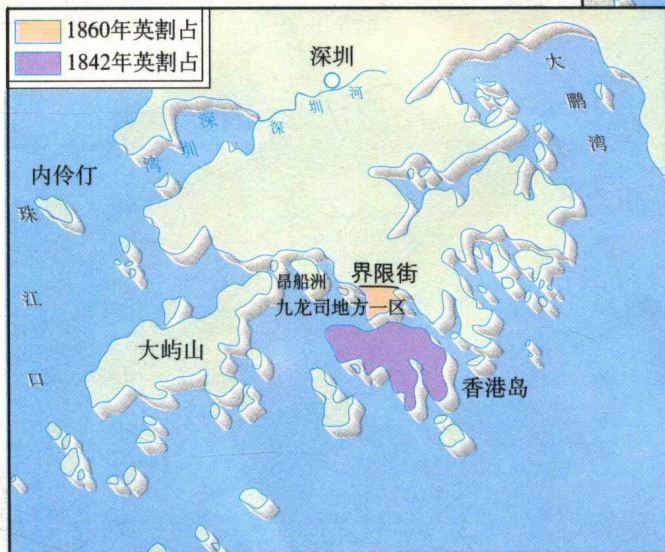 1860年英割占
1842年英割占
深圳
深圳河
深圳湾
大鹏湾
内伶仃
珠江口
昂船洲
界限街
九龙司地方一区
大屿山
香港岛